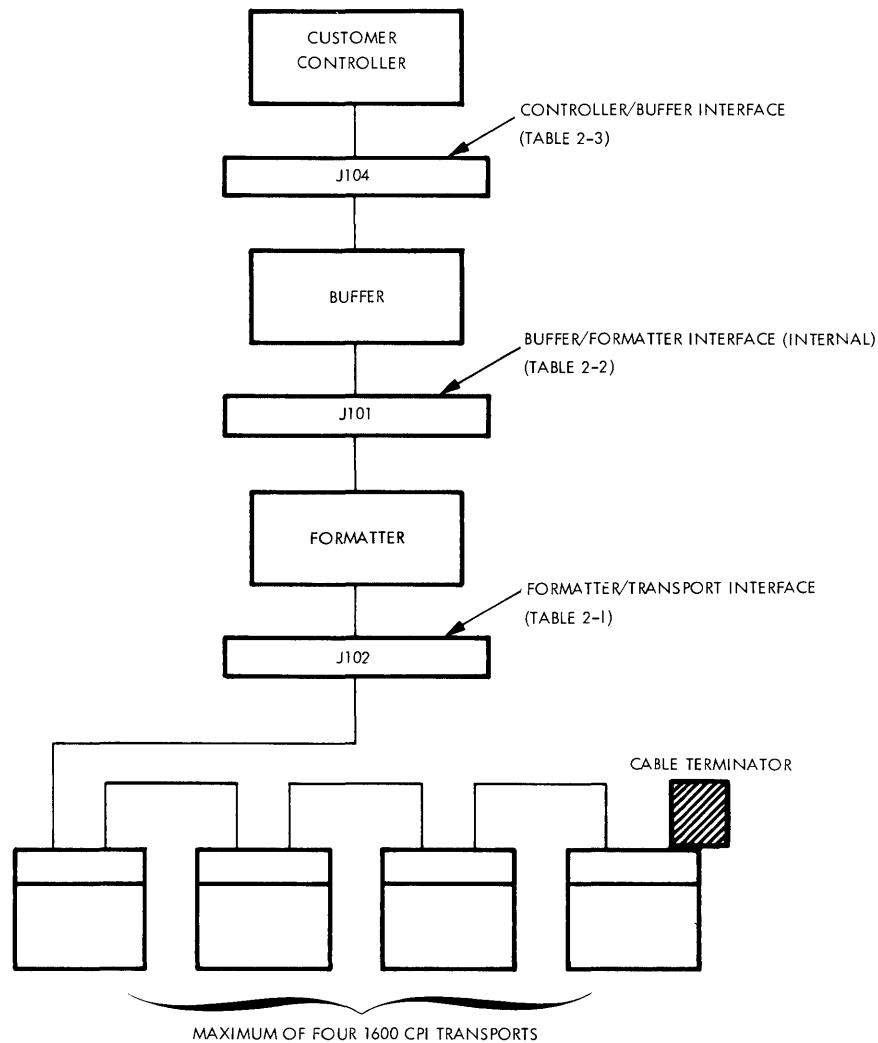 CUSTOMER
CONTROLLER
CONTROLLER/BUFFER INTERFACE
(TABLE 2-3)
J104
BUFFER
BUFFER/FORMATTER INTERFACE (INTERNAL)
(TABLE 2-2)
J101
FORMATTER
FORMATTER/TRANSPORT INTERFACE
(TABLE 2-1)
J102
CABLE TERMINATOR
MAXIMUM OF FOUR 1600 CPI TRANSPORTS